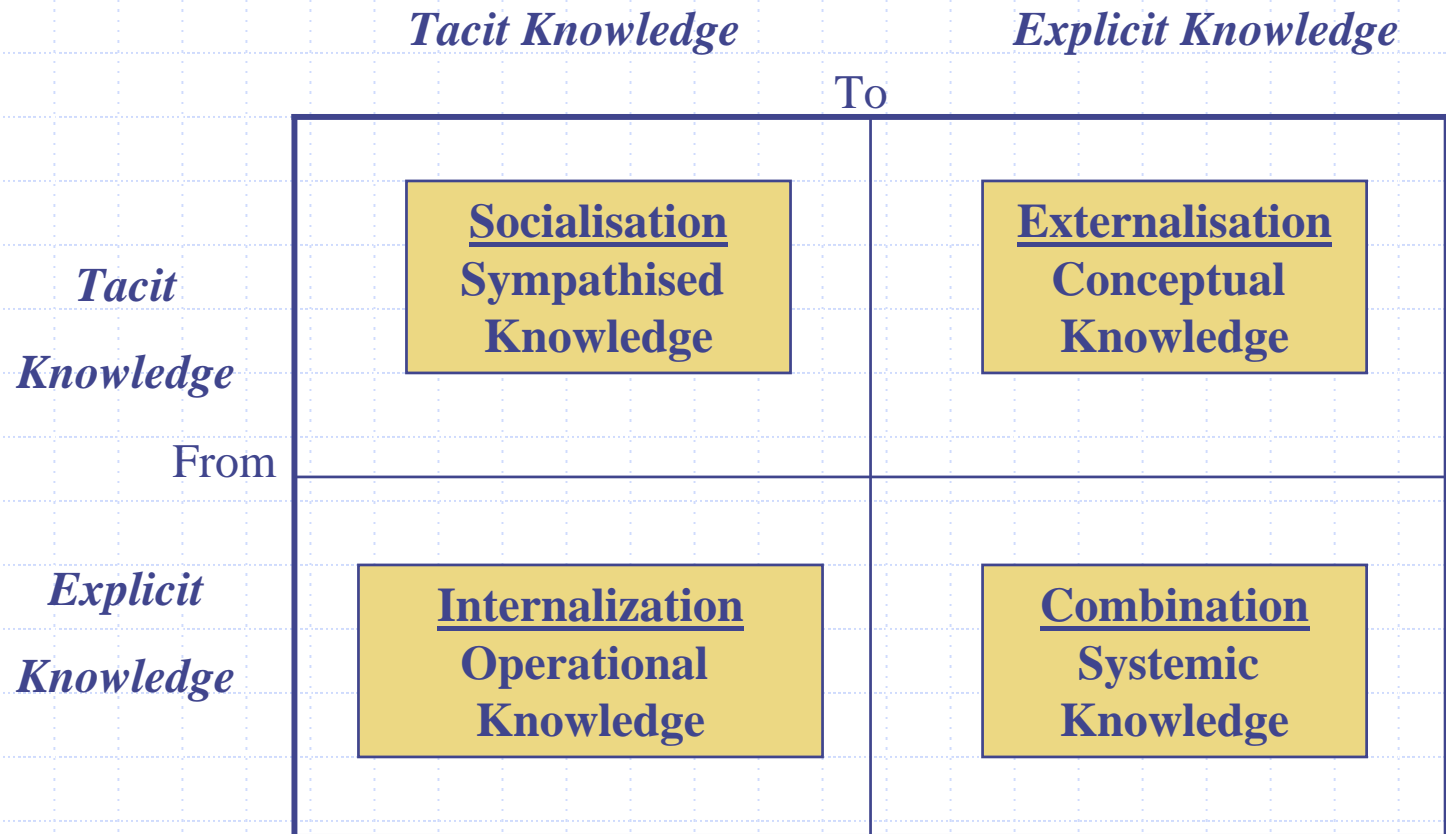 Tacit Knowledge Explicit Knowledge
To
Socialisation
Sympathised
Knowledge
Externalisation
Conceptual
Knowledge
Tacit
Knowledge
From
Explicit
Knowledge
Internalization
Operational
Knowledge
Combination
Systemic
Knowledge